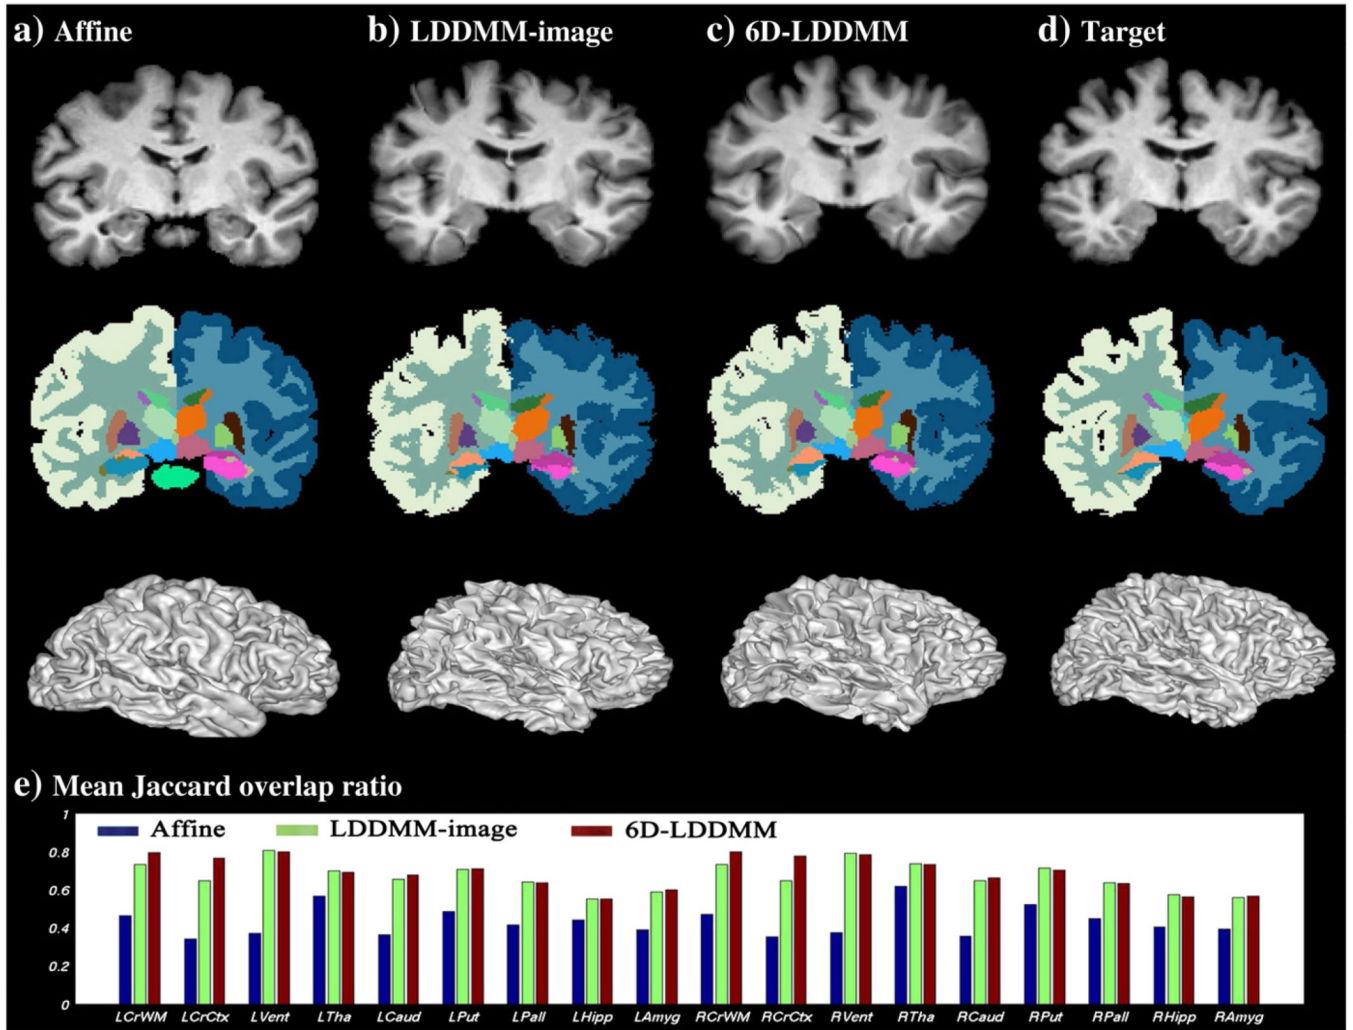 a) Affine
b) LDDMM-image
c) 6D-LDDMM
d) Target
e) Mean Jaccard overlap ratio
1
0.8
0.6
0.4
0.2
0
Affine
LDDMM-image
6D-LDDMM
LCrWM LCrCtx LVent LTha LCaud LPut LPall LHipp LAmyg RCrWM RCrCtx RVent RTha RCaud RPut RPall RHipp RAmyg